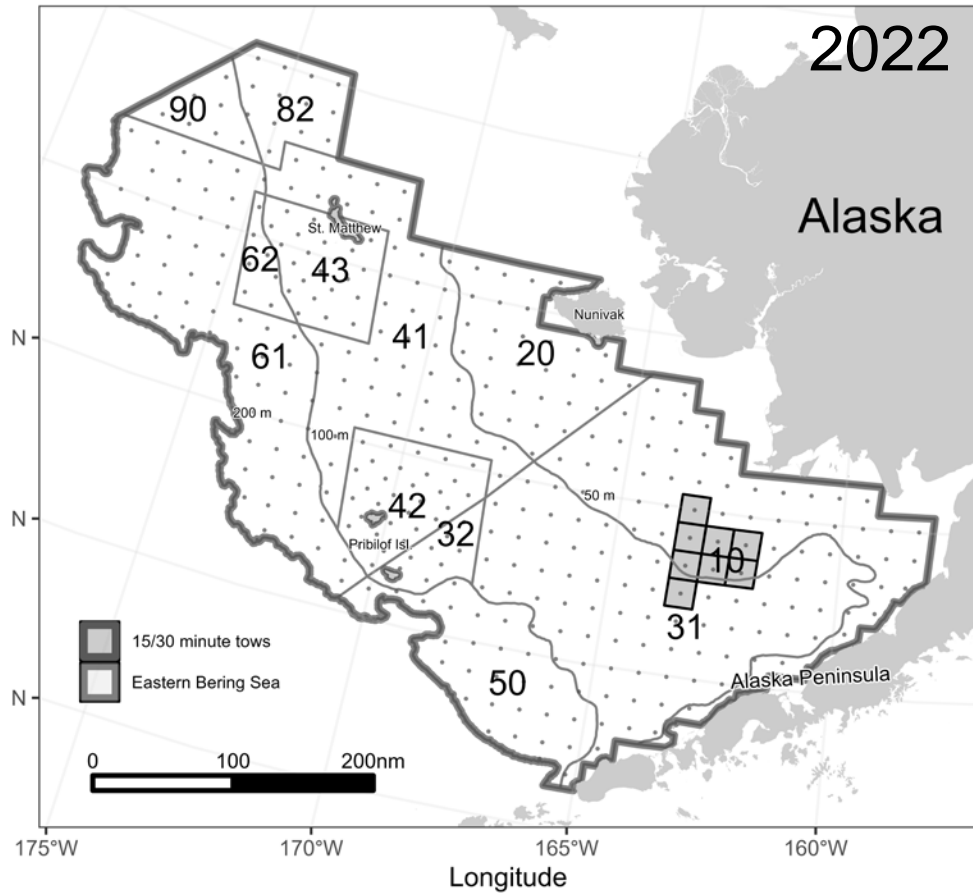 2022
90
82
Alaska
St. Matthew
62
43
Nunivak
N
41
20
61
200 m
100 m
50 m
42
N
32
Pribilof Isl
10
31
15/30 minute tows
Eastern Bering Sea
50
Alaska Peninsula
N
0 100 200nm
175°W 170°W 165°W 160°W
Longitude